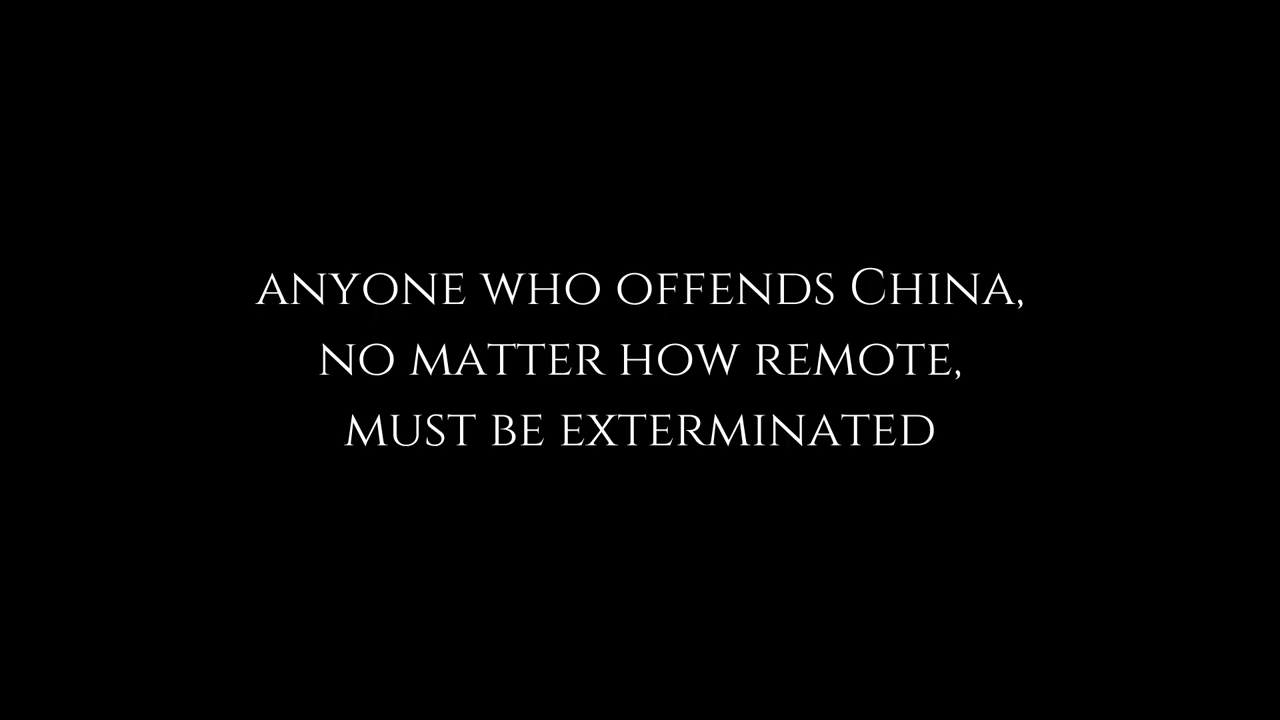 anyone who offends China,
no matter how remote,
must be exterminated